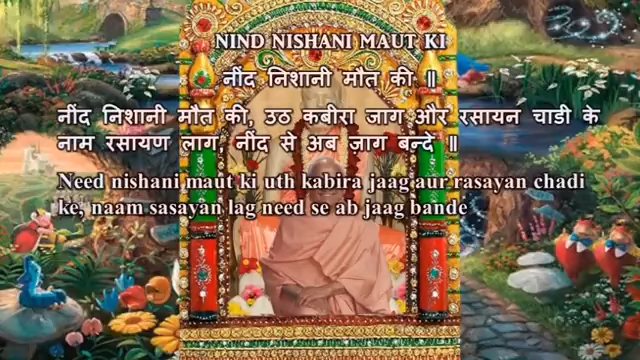 NIND NISHANI MAUT KI
नींद निशानी मौत की ॥
नींद निशानी मौत की, उठ कबीरा जाग और रसायन चाडी के
नाम रसायण लाग, नींद से अब जाग बन्दे ॥
Need nishani maut ki uth kabira jaag aur rasayan chadi
ke, naam sasayan lag need se ab jaag bande